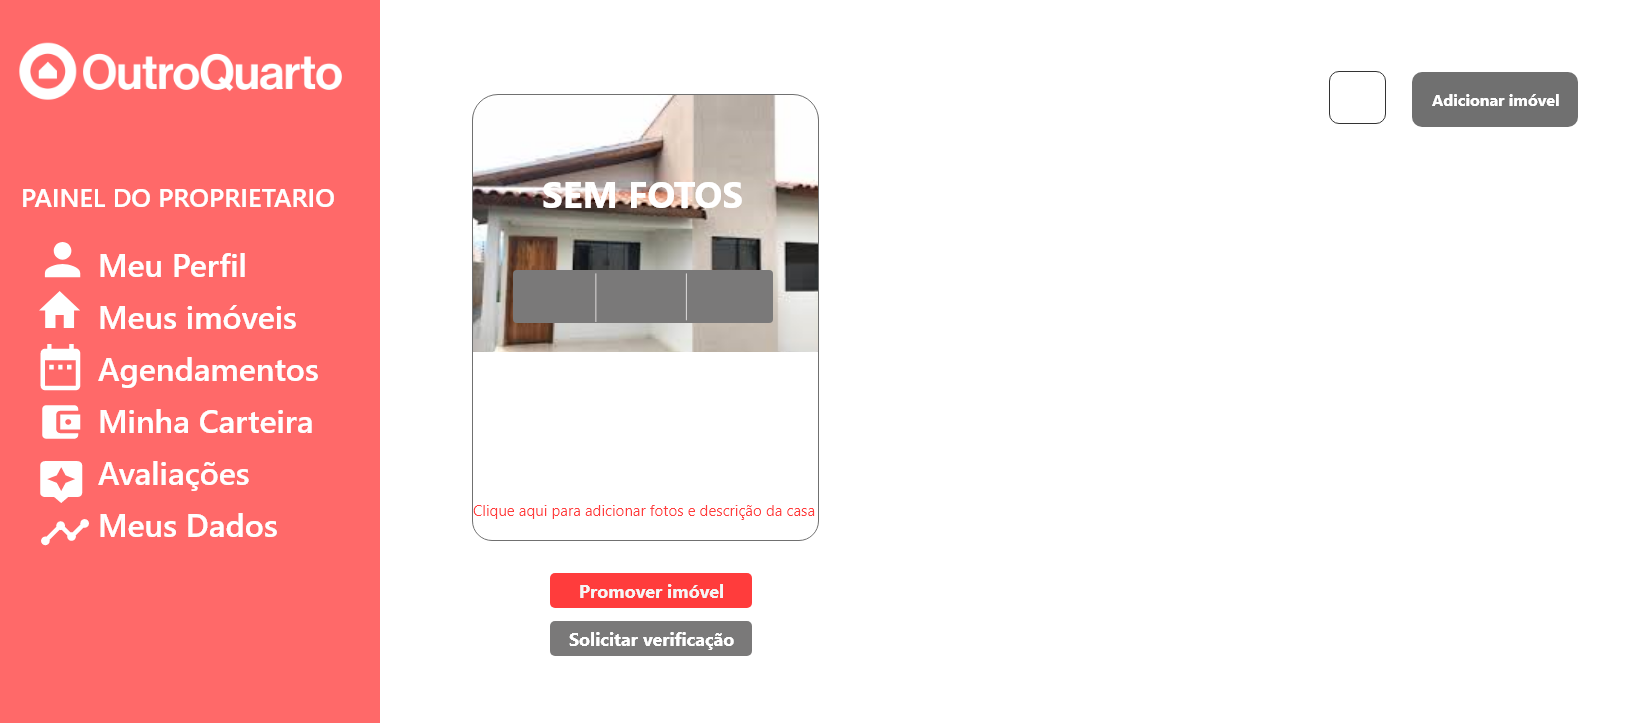 OutroQuarto
PAINEL DO PROPRIETARIO
Meu Perfil
Meus imóveis
Agendamentos
Minha Carteira
Avaliações
Meus Dados
Adicionar imóvel
SEM FOTOS
Clique aqui para adicionar fotos e descrição da casa
Promover imóvel
Solicitar verificação